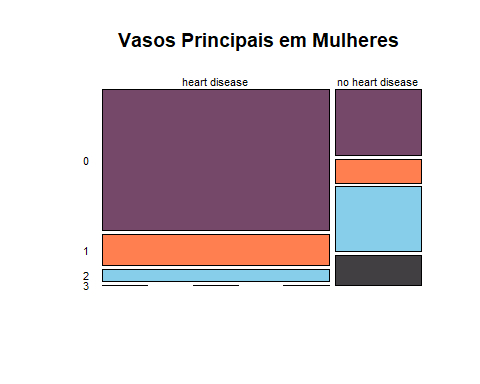 Vasos Principais em Mulheres
heart disease
no heart disease
0
1
2
3